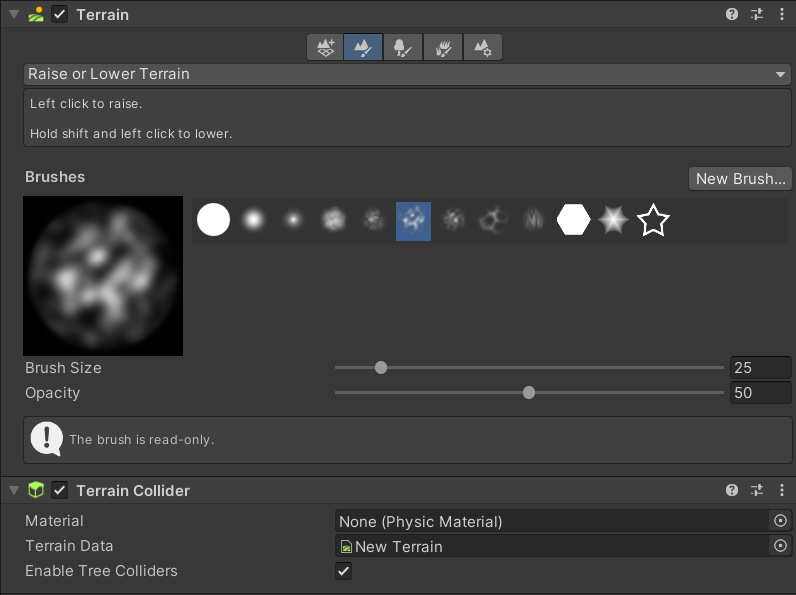 Terrain
Raise or Lower Terrain
Left click to raise.
Hold shift and left click to lower.
Brushes
New Brush...
Brush Size
25
Opacity
50
The brush is read-only.
Terrain Collider
Material
None (Physic Material)
Terrain Data
New Terrain
Enable Tree Colliders